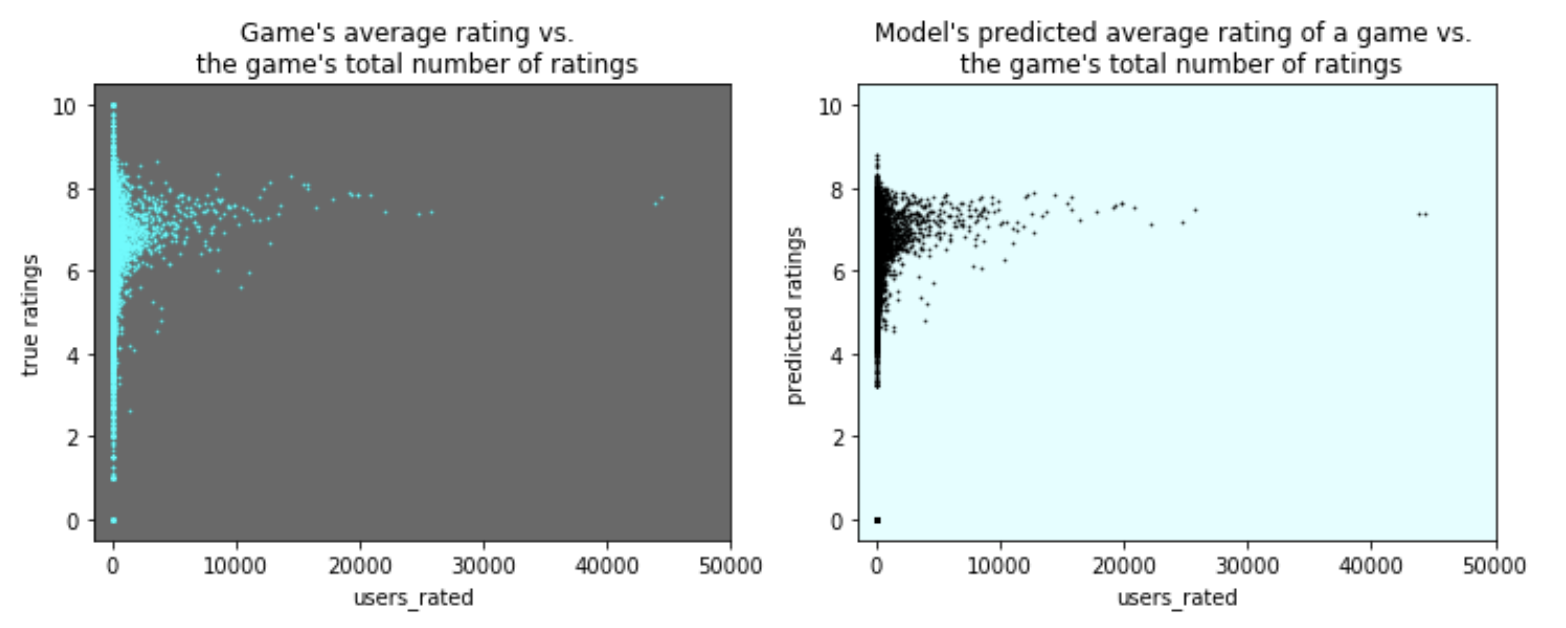 Game's average rating vs.
the game's total number of ratings
10
8
6
4
2
0
true ratings
0 10000 20000 30000 40000 50000
users_rated
Model's predicted average rating of a game vs.
the game's total number of ratings
10
8
6
4
2
0
predicted ratings
0 10000 20000 30000 40000 50000
users_rated